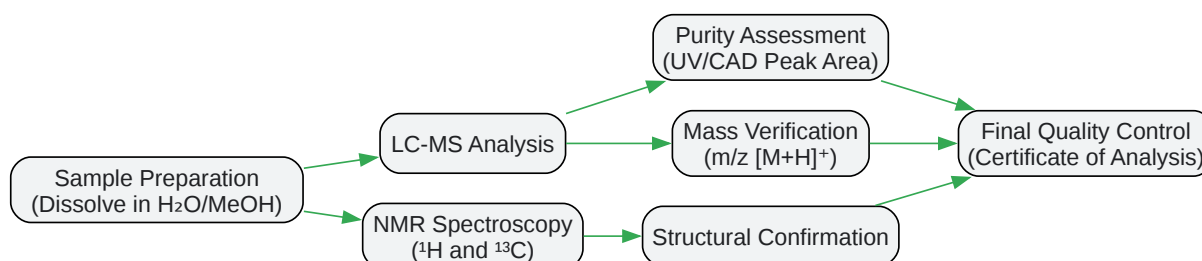 Sample Preparation
(Dissolve in H₂O/MeOH)
LC-MS Analysis
NMR Spectroscopy
(¹H and ¹³C)
Purity Assessment
(UV/CAD Peak Area)
Mass Verification
(m/z [M+H]⁺)
Structural Confirmation
Final Quality Control
(Certificate of Analysis)